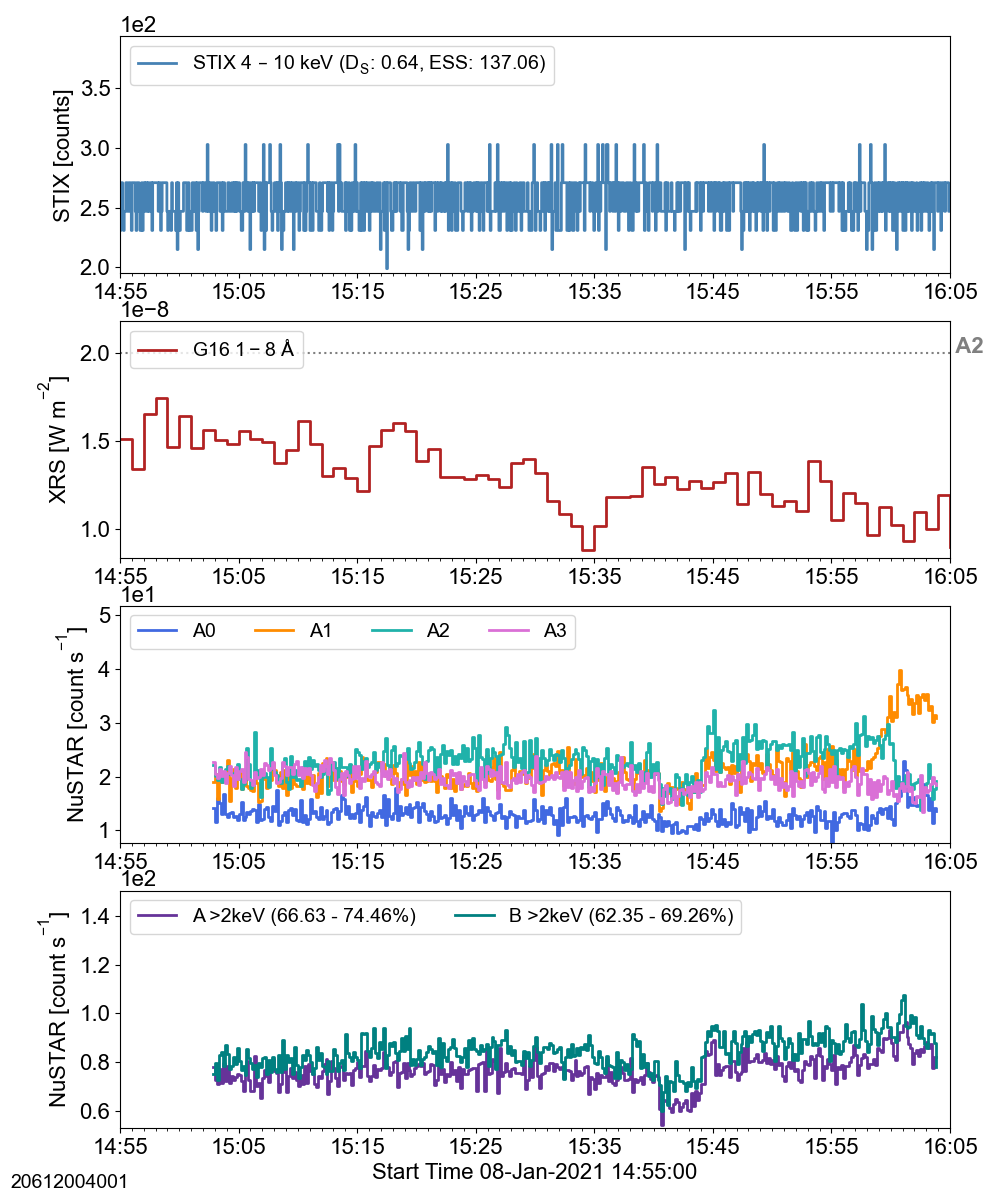 1e2
STIX 4 – 10 keV (DS: 0.64, ESS: 137.06)
STIX [counts]
3.5
3.0
2.5
2.0
14:55 15:05 15:15 15:25 15:35 15:45 15:55 16:05
1e−8
G16 1 − 8 Å
A2
XRS [W m−2]
2.0
1.5
1.0
14:55 15:05 15:15 15:25 15:35 15:45 15:55 16:05
1e1
A0 A1 A2 A3
NuSTAR [count s−1]
5
4
3
2
1
14:55 15:05 15:15 15:25 15:35 15:45 15:55 16:05
1e2
A >2keV (66.63 - 74.46%) B >2keV (62.35 - 69.26%)
NuSTAR [count s−1]
1.4
1.2
1.0
0.8
0.6
14:55 15:05 15:15 15:25 15:35 15:45 15:55 16:05
Start Time 08-Jan-2021 14:55:00
20612004001